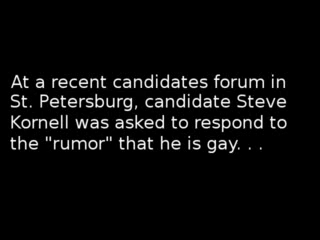 At a recent candidates forum in
St. Petersburg, candidate Steve
Kornell was asked to respond to
the "rumor" that he is gay. . .